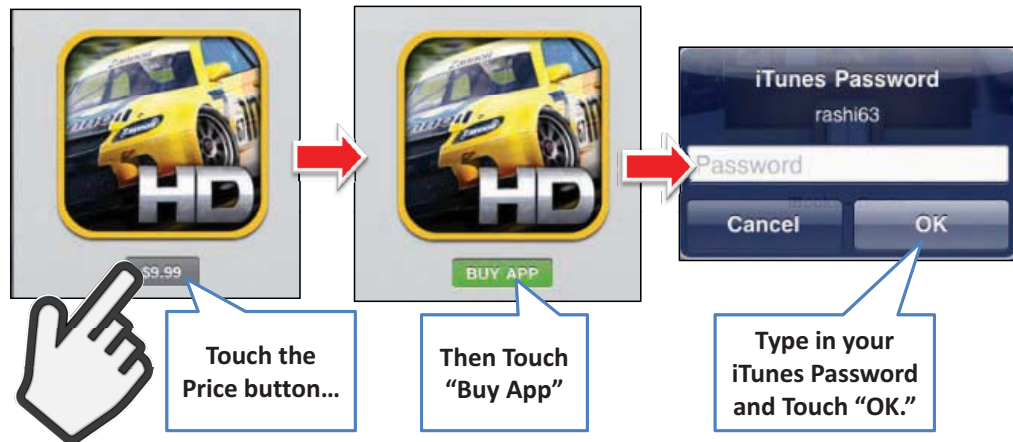 HD
$9.99
Touch the
Price button…
HD
BUY APP
Then Touch
“Buy App”
iTunes Password
rashi63
Password
Cancel
OK
Type in your
iTunes Password
and Touch “OK.”